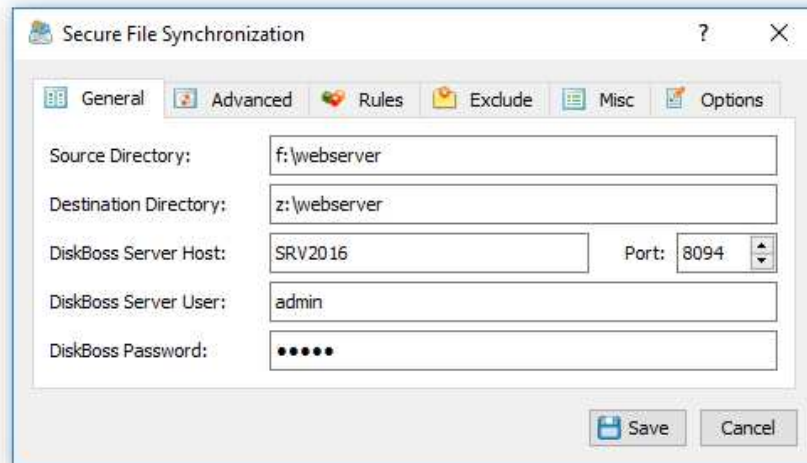 Secure File Synchronization ?
General Advanced Rules Exclude Misc Options
Source Directory: f:\webserver
Destination Directory: z:\webserver
DiskBoss Server Host: SRV2016 Port: 8094
DiskBoss Server User: admin
DiskBoss Password: •••••
Save Cancel